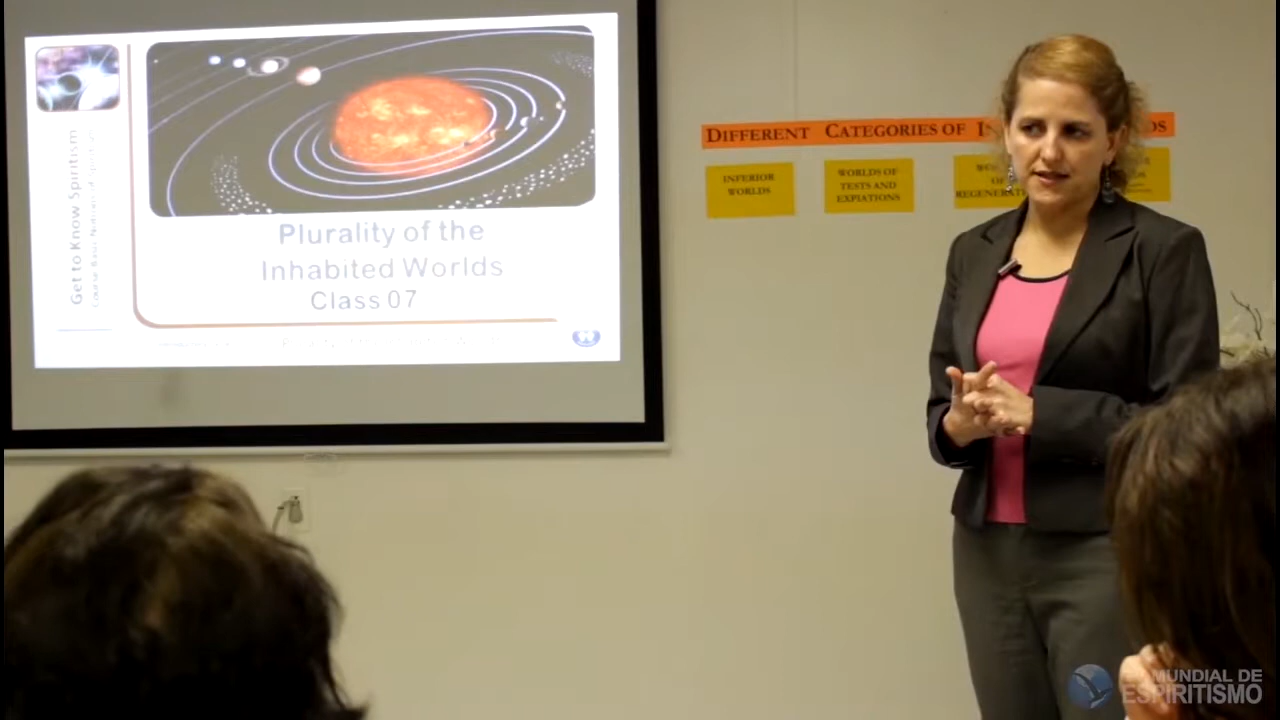 Get to Know Spiritism
Plurality of the
Inhabited Worlds
Class 07
DIFFERENT CATEGORIES OF
INFERIOR
WORLDS
WORLDS OF
TESTS AND
EXPIATIONS
OF
MUNDIAL DE
ESPIRITISMO